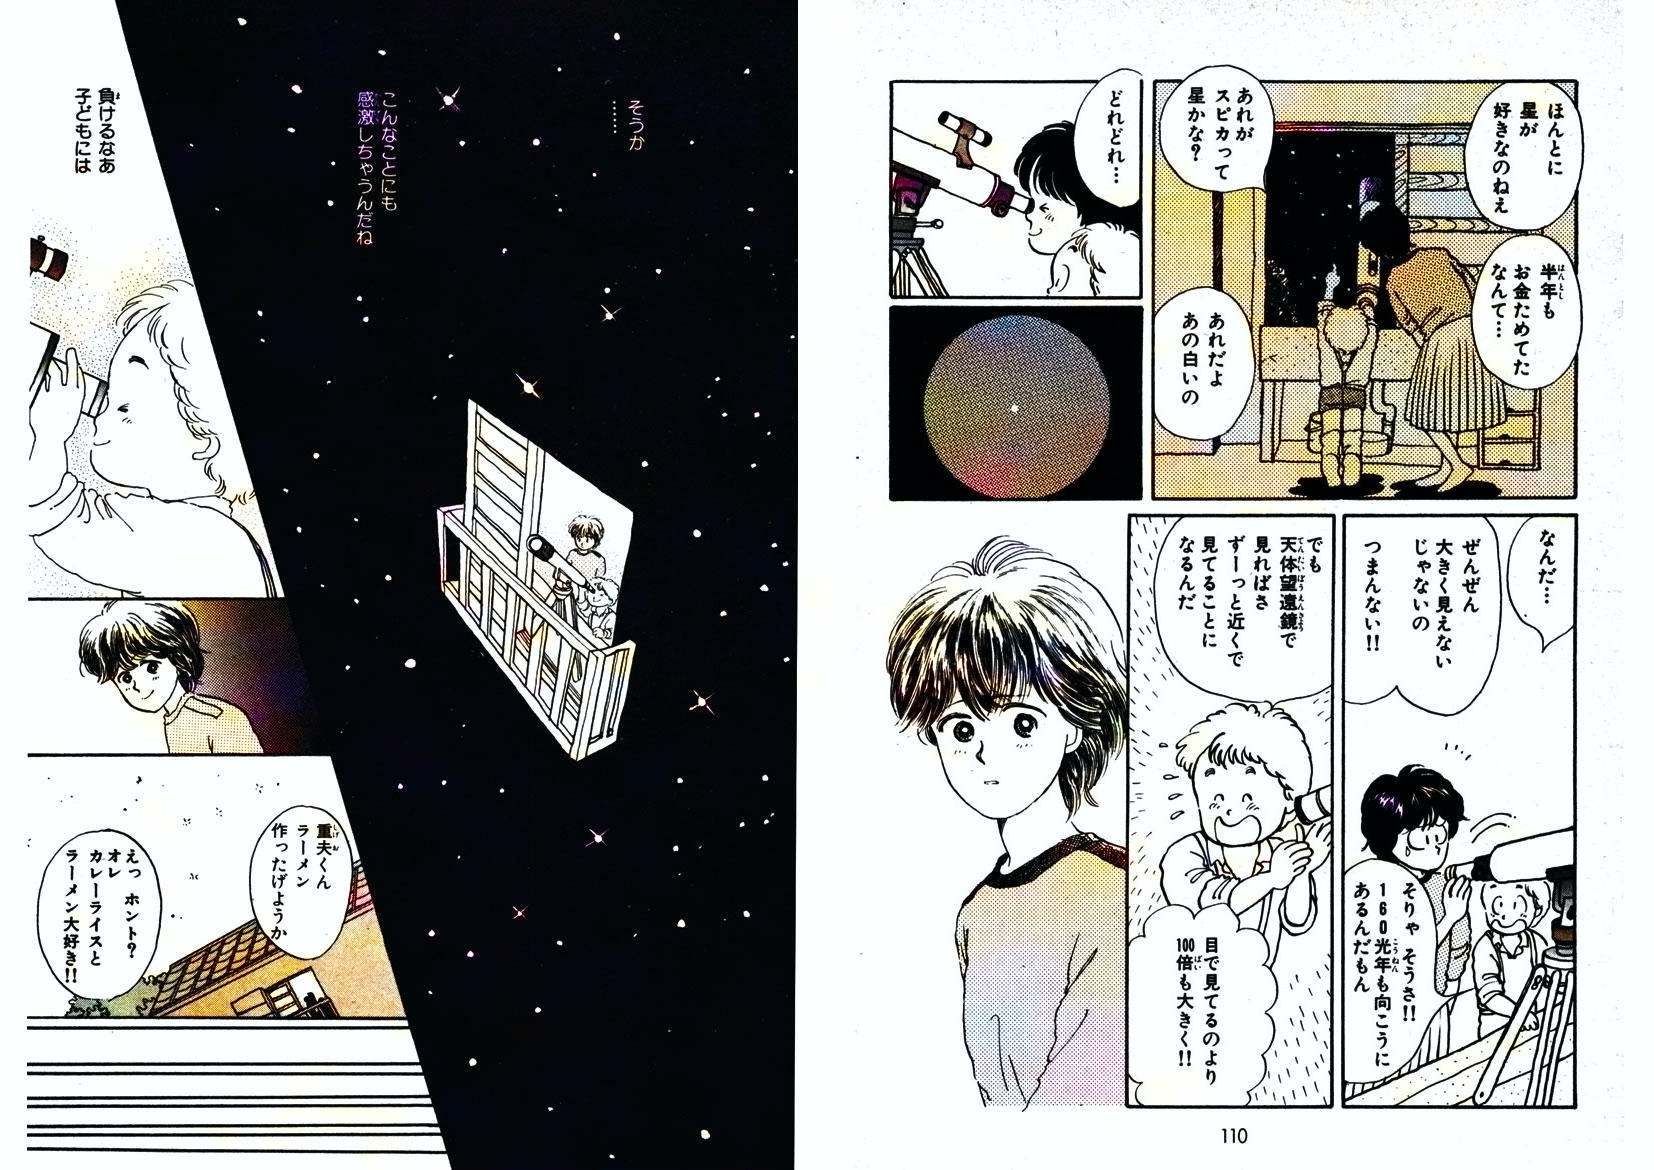 ほんとに
星が
好きなのねえ
半年も
お金ためてた
なんて…
あれが
スピカって
星かな?
あれだよ
あの白いの
どれどれ…
なんだ…
ぜんぜん
大きく見えない
じゃないの
つまんない!!
そりゃ そうさ!!
160光年も向こうに
あるんだもん
でも
天体望遠鏡で
見ればさ
ずーっと近くで
見てることに
なるんだ
目で見てるのより
100倍も大きく!!
110
そうか
……
こんなことにも
感激しちゃうんだね
負けるなあ
子どもには
重夫くん
ラーメン
作ったげようか
えっ ホント?
オレ
カレーライスと
ラーメン大好き!!